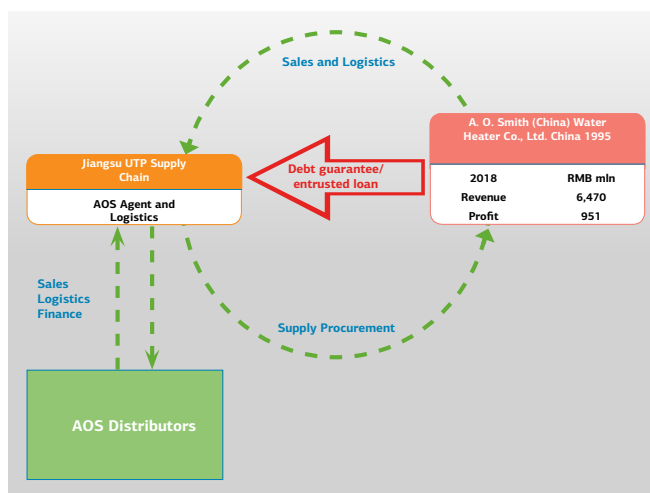 Sales and Logistics
A. O. Smith (China) Water
Heater Co., Ltd. China 1995
2018 RMB mln
Revenue 6,470
Profit 951
Debt guarantee/
entrusted loan
Jiangsu UTP Supply
Chain
AOS Agent and
Logistics
Sales
Logistics
Finance
Supply Procurement
AOS Distributors